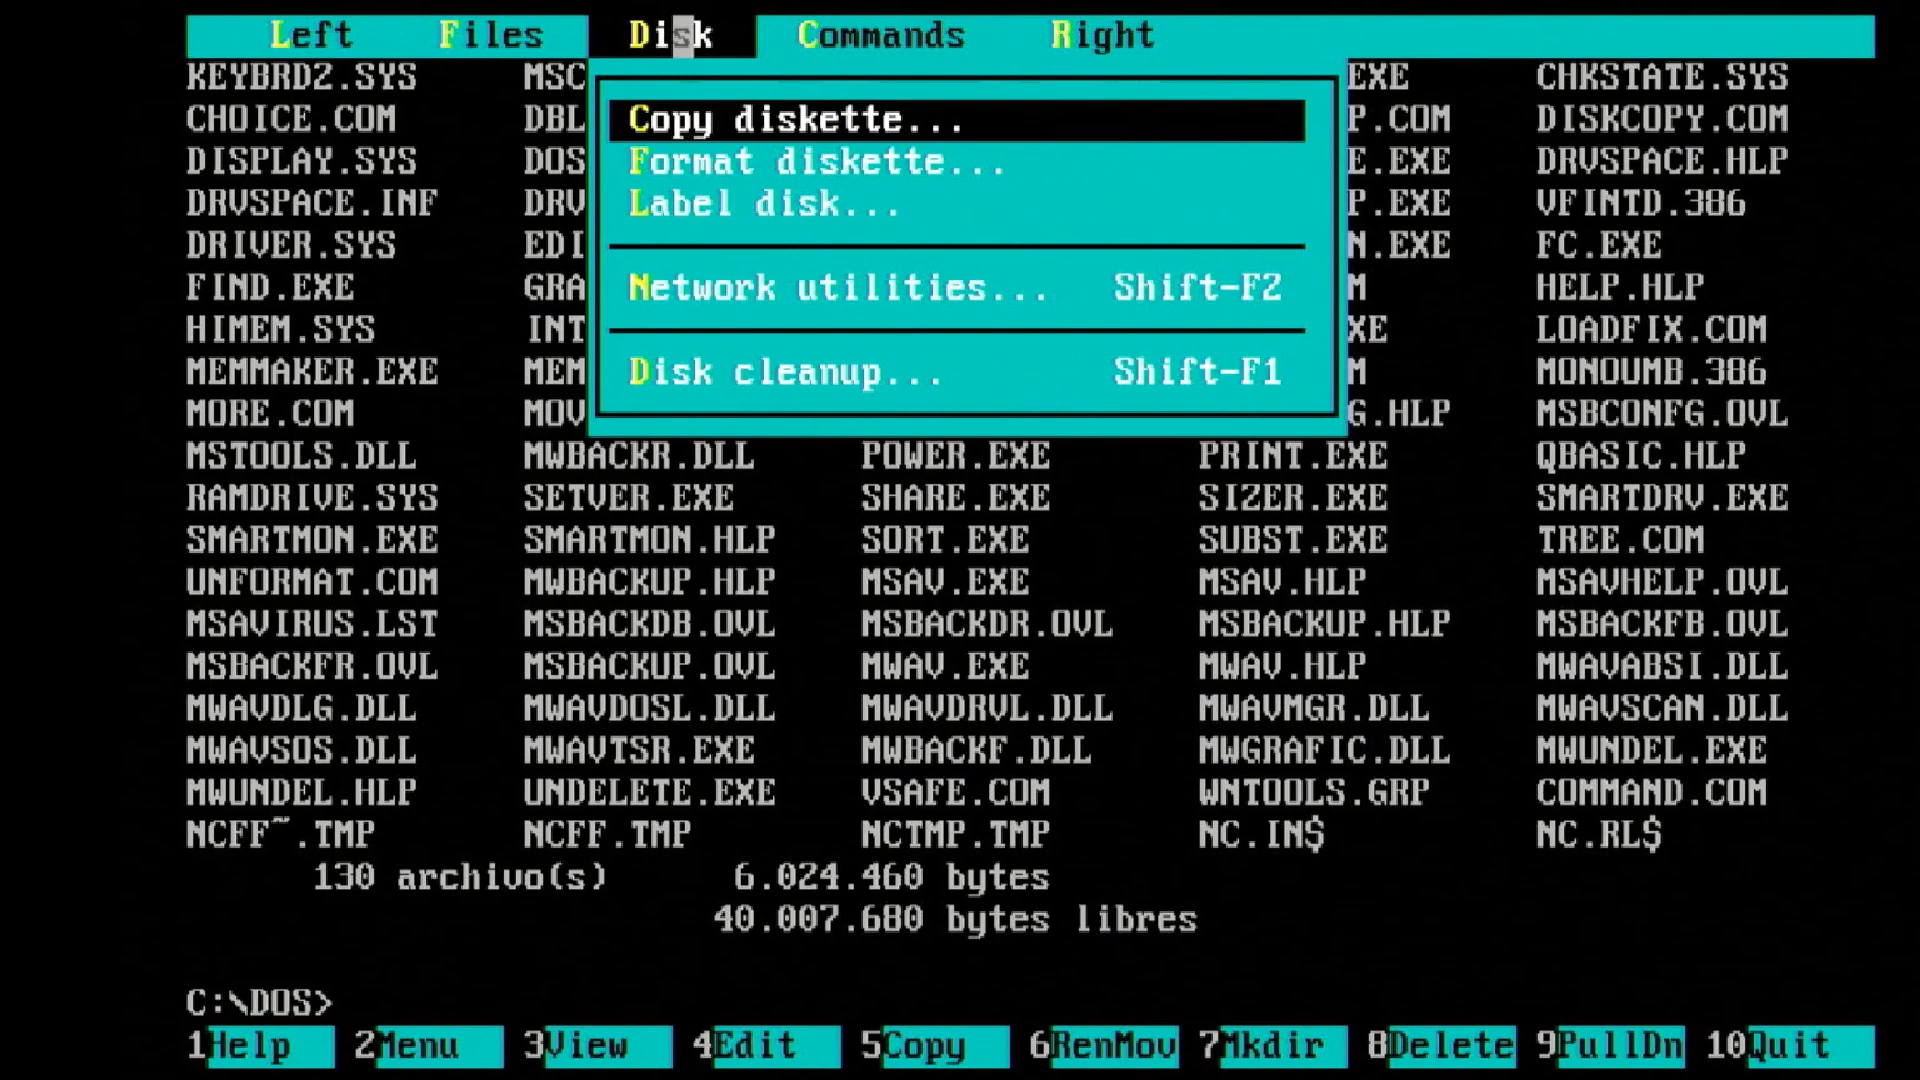 Left Files Disk Commands Right
KEYBRD2.SYS MSC EXE CHKSTATE.SYS
CHOICE.COM DBL Copy diskette... P.COM DISKCOPY.COM
DISPLAY.SYS DOS Format diskette... E.EXE DRVSPACE.HLP
DRVSPACE.INF DRV Label disk... P.EXE VFINTD.386
DRIVER.SYS EDI N.EXE FC.EXE
FIND.EXE GRA Network utilities... Shift-F2 M HELP.HLP
HIMEM.SYS INT XE LOADFIX.COM
MEMMAKER.EXE MEM Disk cleanup... Shift-F1 M MONOUMB.386
MORE.COM MOV G.HLP MSBCONFG.OVL
MSTOOLS.DLL MWBACKR.DLL POWER.EXE PRINT.EXE QBASIC.HLP
RAMDRIVE.SYS SETVER.EXE SHARE.EXE SIZER.EXE SMARTDRV.EXE
SMARTMON.EXE SMARTMON.HLP SORT.EXE SUBST.EXE TREE.COM
UNFORMAT.COM MWBACKUP.HLP MSAV.EXE MSAV.HLP MSAVHELP.OVL
MSAVIRUS.LST MSBACKDB.OVL MSBACKDR.OVL MSBACKUP.HLP MSBACKFB.OVL
MSBACKFR.OVL MSBACKUP.OVL MWAV.EXE MWAV.HLP MWAVABSI.DLL
MWAVDLG.DLL MWAVDOSL.DLL MWAVDRVL.DLL MWAVMGR.DLL MWAVSCAN.DLL
MWAVSOS.DLL MWAVTSR.EXE MWBACKF.DLL MWGRAFIC.DLL MWUNDEL.EXE
MWUNDEL.HLP UNDELETE.EXE VSAFE.COM WNTOOLS.GRP COMMAND.COM
NCFF~.TMP NCFF.TMP NCTMP.TMP NC.IN$ NC.RL$
130 archivo(s) 6.024.460 bytes
40.007.680 bytes libres
C:\DOS>
1Help 2Menu 3View 4Edit 5Copy 6RenMov 7Mkdir 8Delete 9PullDn 10Quit